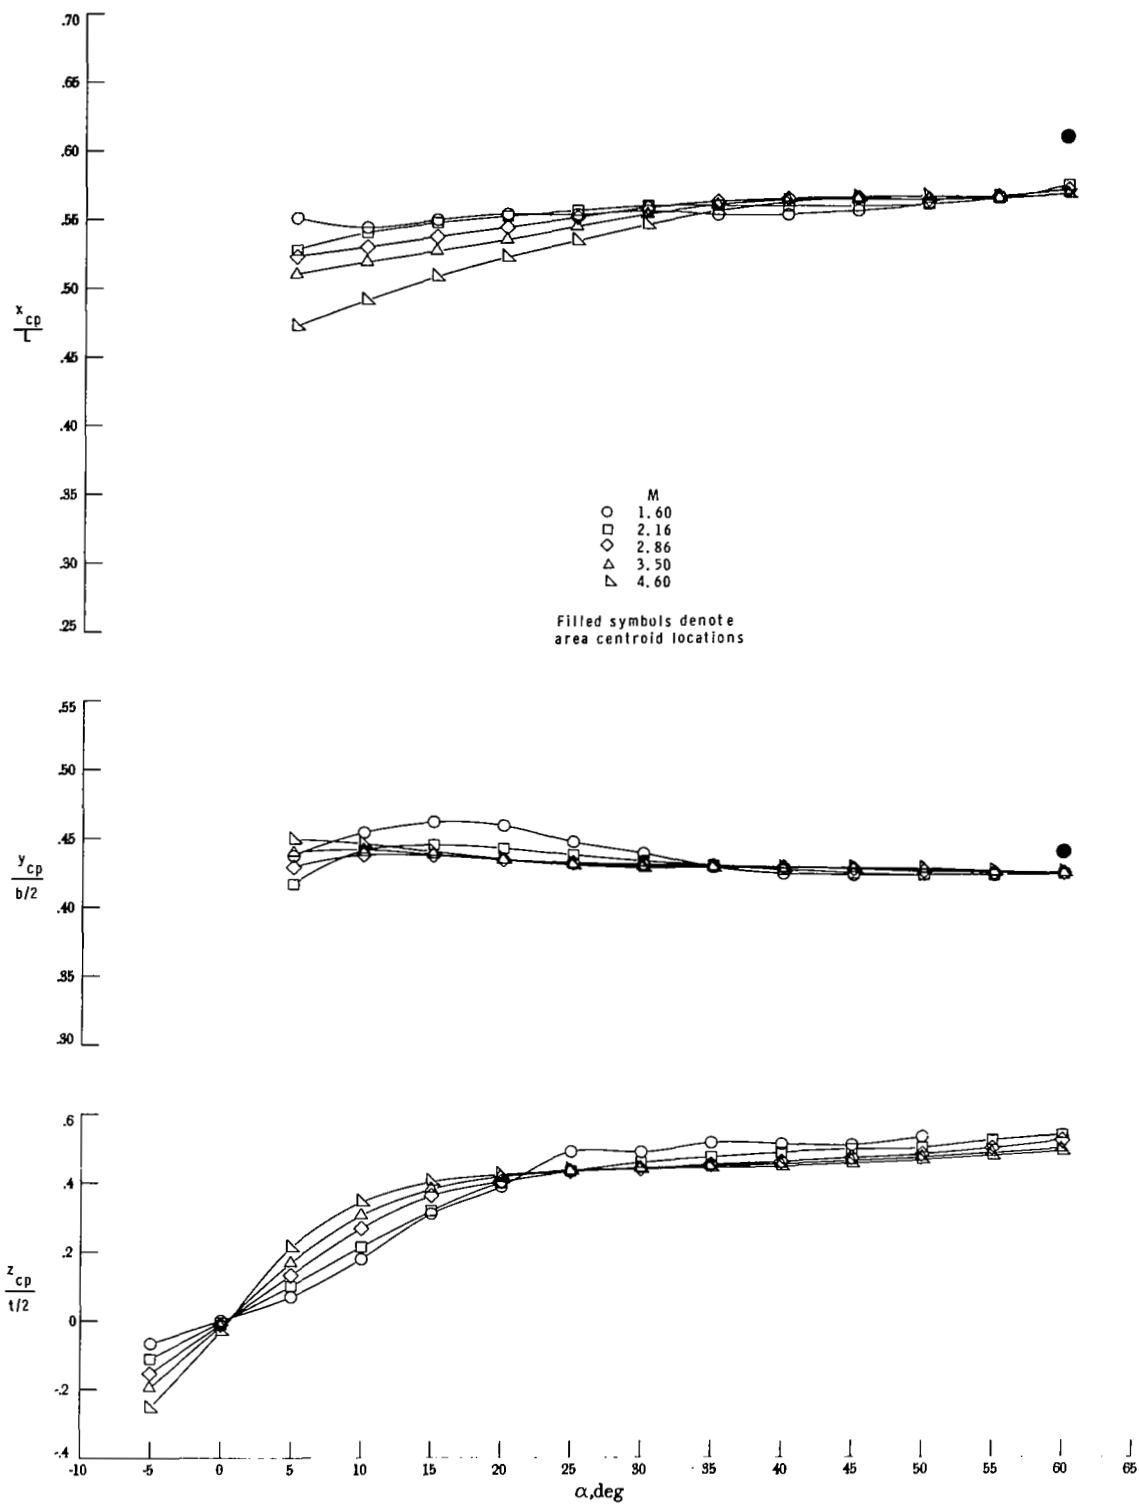 .70
.65
.60
.55
.50
.45
.40
.35
.30
.25
x cp
L
M
1.60
2.16
2.86
3.50
4.60
Filled symbols denote
area centroid locations
.55
.50
.45
.40
.35
.30
y cp
b/2
.6
.4
.2
0
-.2
-.4
z cp
t/2
-10 -5 0 5 10 15 20 25 30 35 40 45 50 55 60 65
α,deg